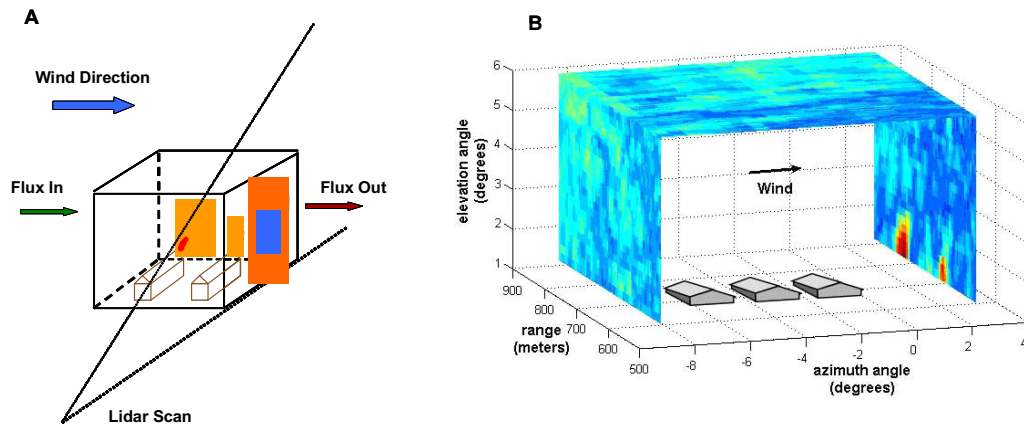 A
Wind Direction
Flux In
Flux Out
Lidar Scan
B
elevation angle
(degrees)
6
5
4
3
2
1
Wind
900
800
700
600
500
range
(meters)
-8
-6
-4
-2
0
2
4
azimuth angle
(degrees)